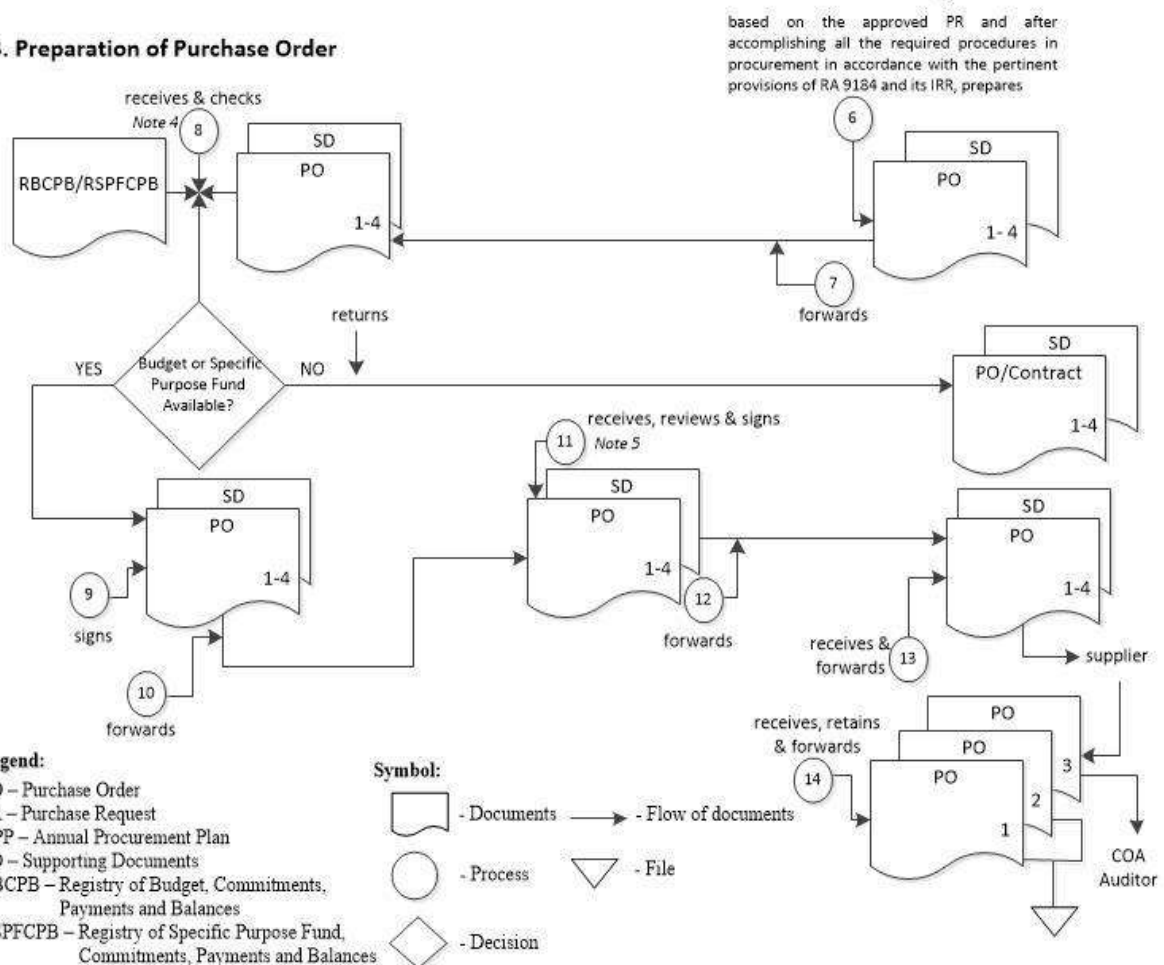 . Preparation of Purchase Order
based on the approved PR and after
accomplishing all the required procedures in
procurement in accordance with the pertinent
provisions of RA 9184 and its IRR, prepares
receives & checks
Note 4
8
6
RBCPB/RSPFCPB
SD
PO
1-4
SD
PO
1- 4
7
forwards
returns
YES
Budget or Specific
Purpose Fund
Available?
NO
SD
PO/Contract
1-4
11
receives, reviews & signs
Note 5
SD
PO
1-4
9
signs
10
forwards
SD
PO
1-4
12
forwards
SD
PO
1-4
receives &
forwards
13
supplier
receives, retains
& forwards
14
PO
3
PO
2
PO
1
COA
Auditor
gend:
– Purchase Order
– Purchase Request
PP – Annual Procurement Plan
– Supporting Documents
BCPB – Registry of Budget, Commitments,
Payments and Balances
SPFCPB – Registry of Specific Purpose Fund,
Commitments, Payments and Balances
Symbol:
- Documents
- Flow of documents
- Process
- File
- Decision